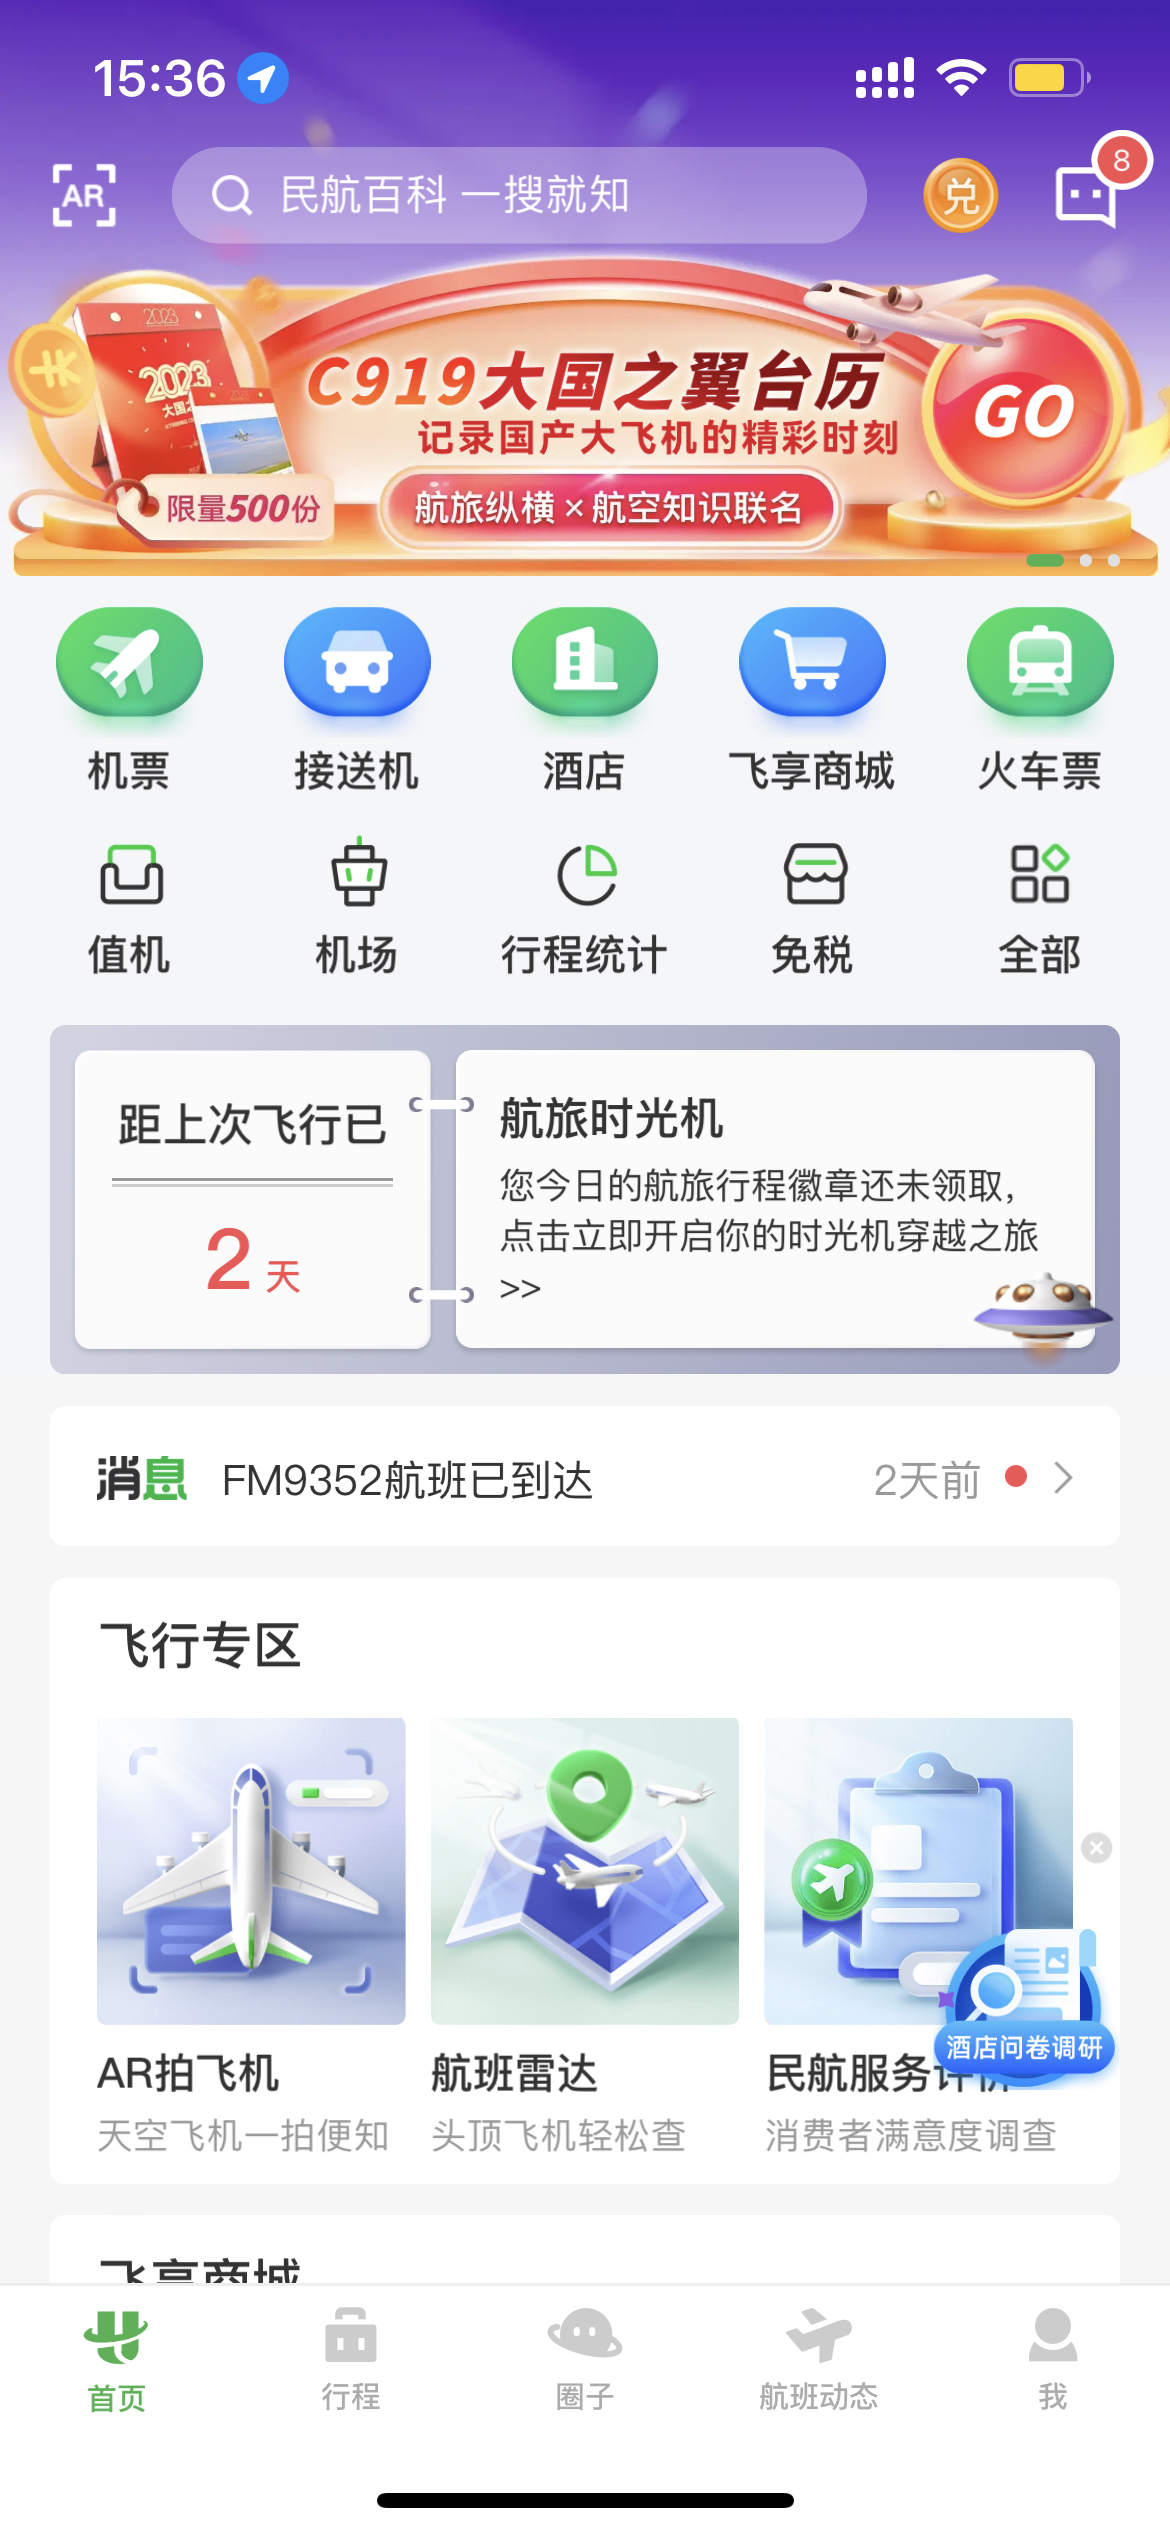 15:36
AR
民航百科 一搜就知
兑
8
2023
2023
C919大国之翼台历
记录国产大飞机的精彩时刻
GO
限量500份
航旅纵横×航空知识联名
机票
接送机
酒店
飞享商城
火车票
值机
机场
行程统计
免税
全部
距上次飞行已
2 天
航旅时光机
您今日的航旅行程徽章还未领取，
点击立即开启你的时光机穿越之旅
>>
消息
FM9352航班已到达
2天前
飞行专区
AR拍飞机
天空飞机一拍便知
航班雷达
头顶飞机轻松查
民航服务评价
消费者满意度调查
酒店问卷调研
飞享商城
首页
行程
圈子
航班动态
我